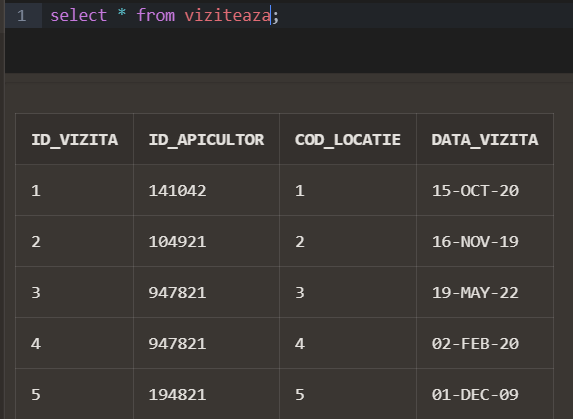 1 select * from viziteaza;
ID_VIZITA ID_APICULTOR COD_LOCATIE DATA_VIZITA
1 141042 1 15-OCT-20
2 104921 2 16-NOV-19
3 947821 3 19-MAY-22
4 947821 4 02-FEB-20
5 194821 5 01-DEC-09